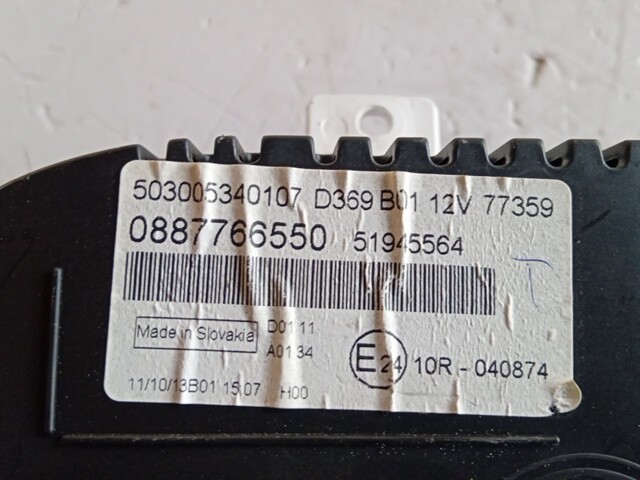 503005340107 D369 B01 12V 77359
0887766550 51945564
T
Made in Slovakia D01 11
A01 34
E24 10R - 040874
11/10/13B01 15:07 H00